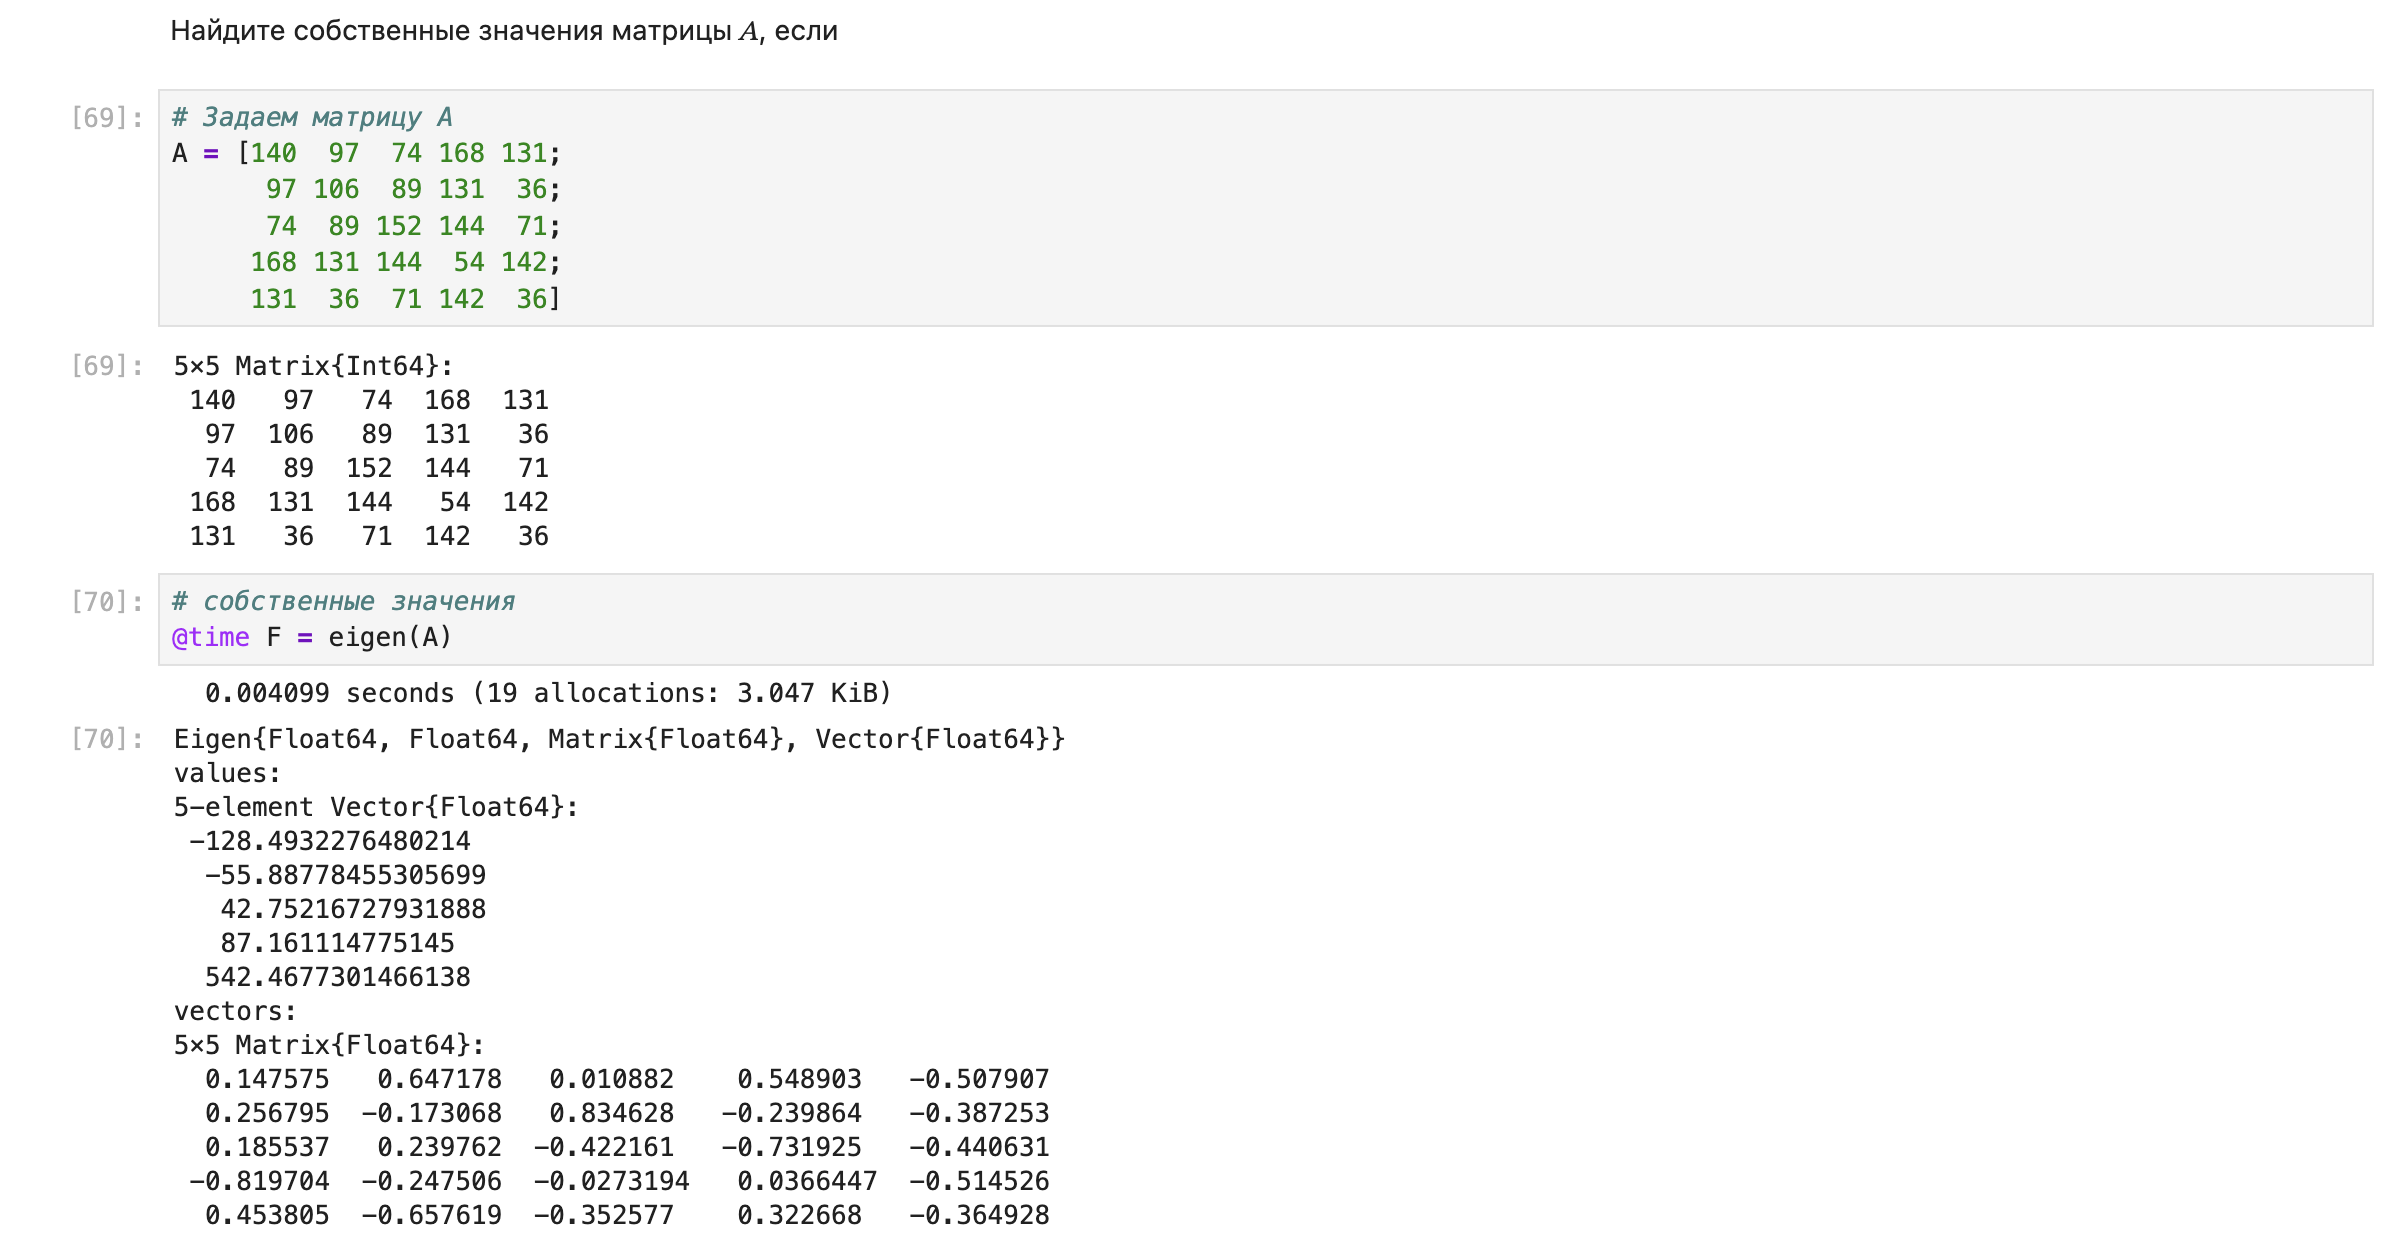 Найдите собственные значения матрицы A, если
[69]: # Задаем матрицу A
A = [140  97  74 168 131;
      97 106  89 131  36;
      74  89 152 144  71;
     168 131 144  54 142;
     131  36  71 142  36]
[69]: 5×5 Matrix{Int64}:
 140   97   74  168  131
  97  106   89  131   36
  74   89  152  144   71
 168  131  144   54  142
 131   36   71  142   36
[70]: # собственные значения
@time F = eigen(A)
  0.004099 seconds (19 allocations: 3.047 KiB)
[70]: Eigen{Float64, Float64, Matrix{Float64}, Vector{Float64}}
values:
5-element Vector{Float64}:
 -128.4932276480214
  -55.88778455305699
   42.75216727931888
   87.161114775145
  542.4677301466138
vectors:
5×5 Matrix{Float64}:
  0.147575   0.647178   0.010882    0.548903   -0.507907
  0.256795  -0.173068   0.834628   -0.239864   -0.387253
  0.185537   0.239762  -0.422161   -0.731925   -0.440631
 -0.819704  -0.247506  -0.0273194   0.0366447  -0.514526
  0.453805  -0.657619  -0.352577    0.322668   -0.364928